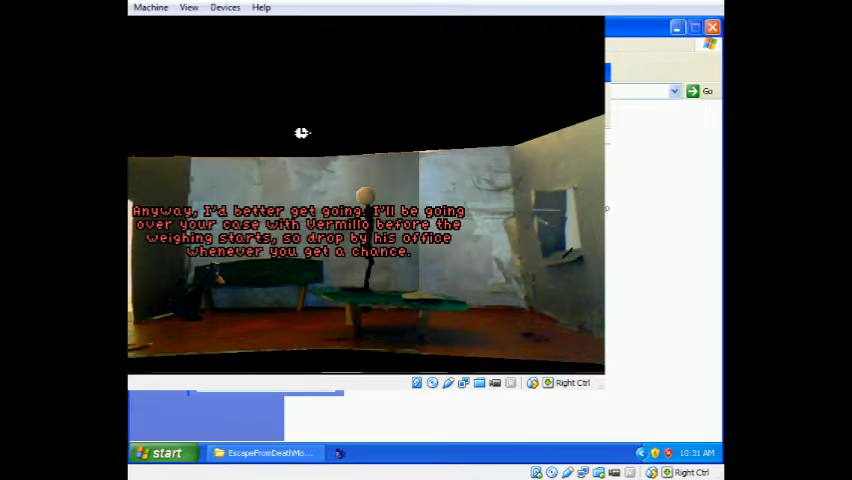 Machine View Devices Help
Go
Anyway, I'd better get going. I'll be going
over your case with Vermillo before the
weighing starts, so drop by his office
whenever you get a chance.
Right Ctrl
start
EscapeFromDeathMo...
10:31 AM
Right Ctrl